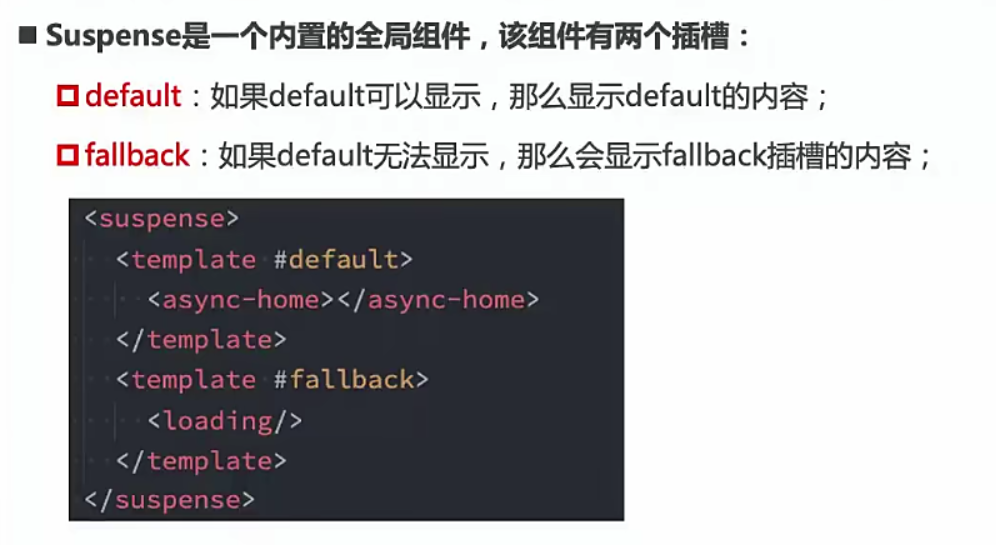 ■ Suspense是一个内置的全局组件，该组件有两个插槽：
default：如果default可以显示，那么显示default的内容；
fallback：如果default无法显示，那么会显示fallback插槽的内容；
<suspense>
<template #default>
<async-home></async-home>
</template>
<template #fallback>
<loading/>
</template>
</suspense>